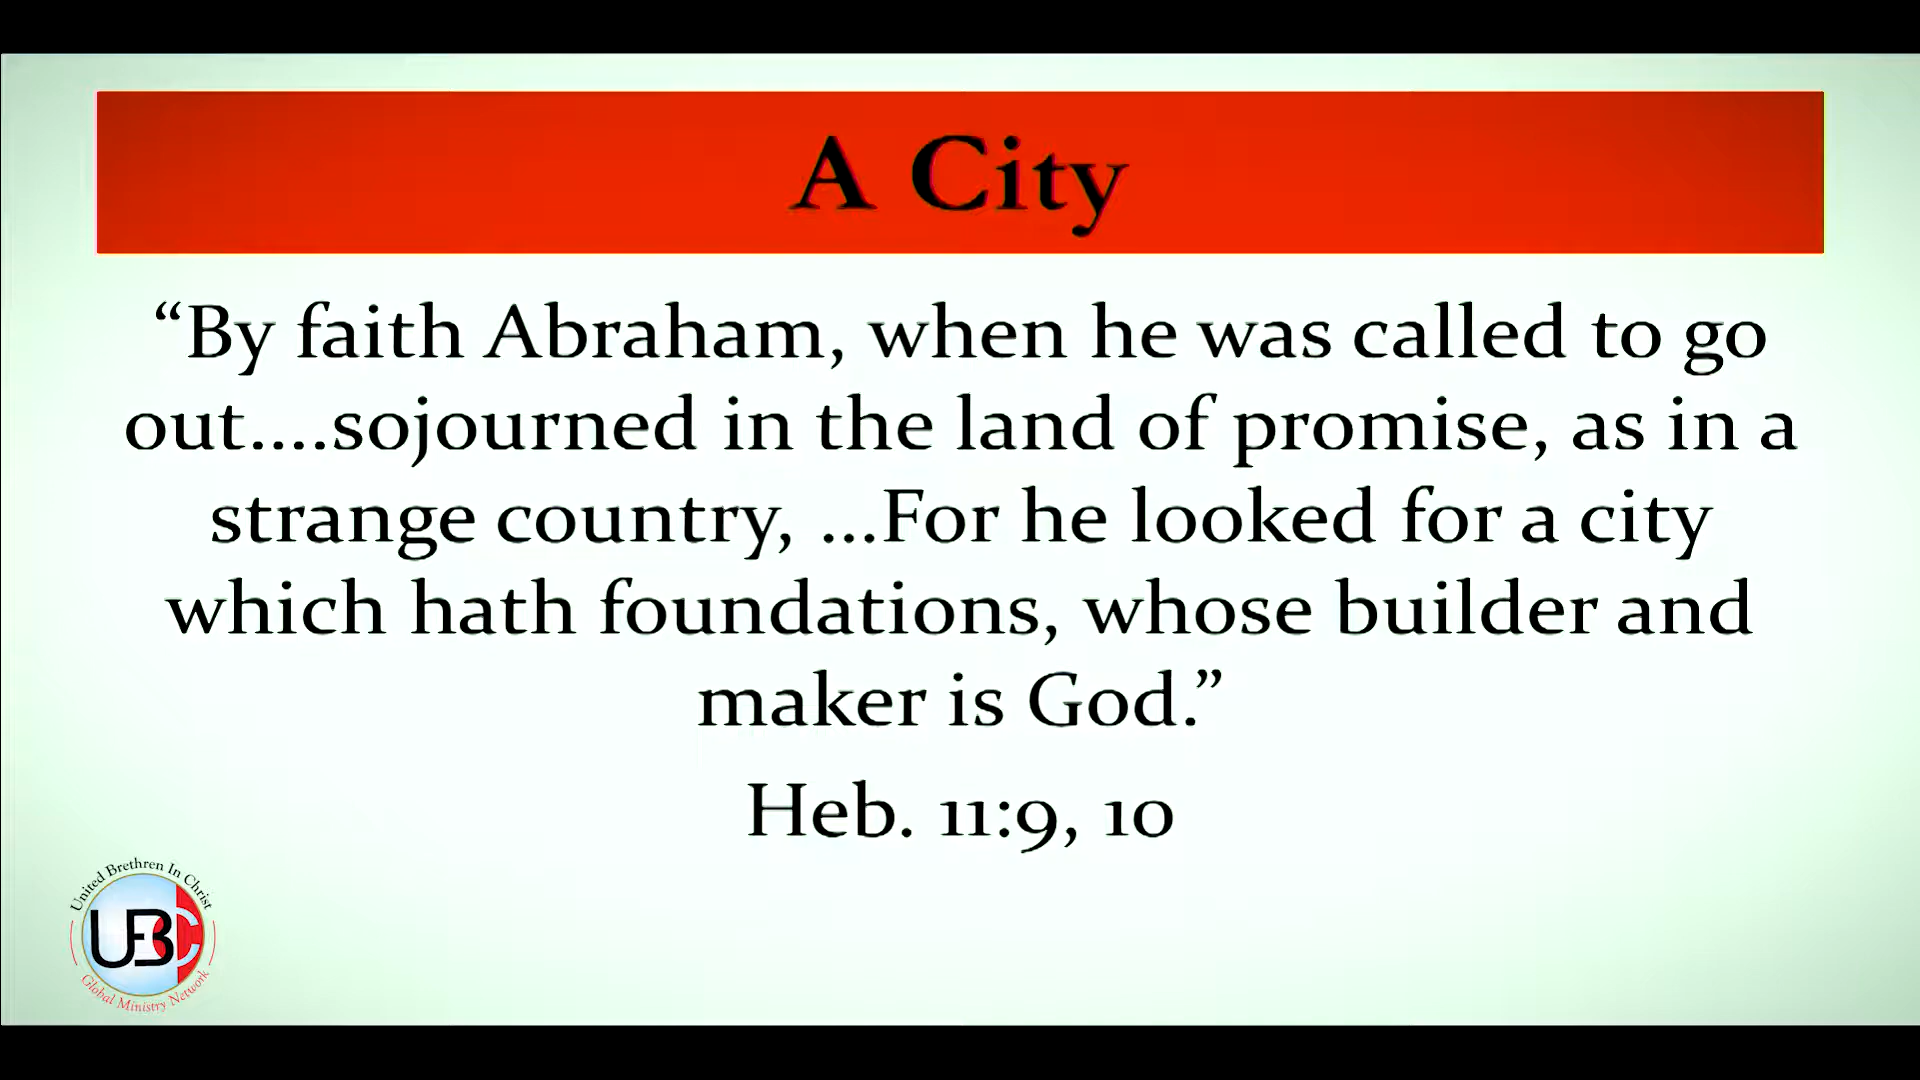 A City
“By faith Abraham, when he was called to go
out....sojourned in the land of promise, as in a
strange country, ...For he looked for a city
which hath foundations, whose builder and
maker is God.”
Heb. 11:9, 10
United Brethren In Christ
UBC
Global Ministry Network